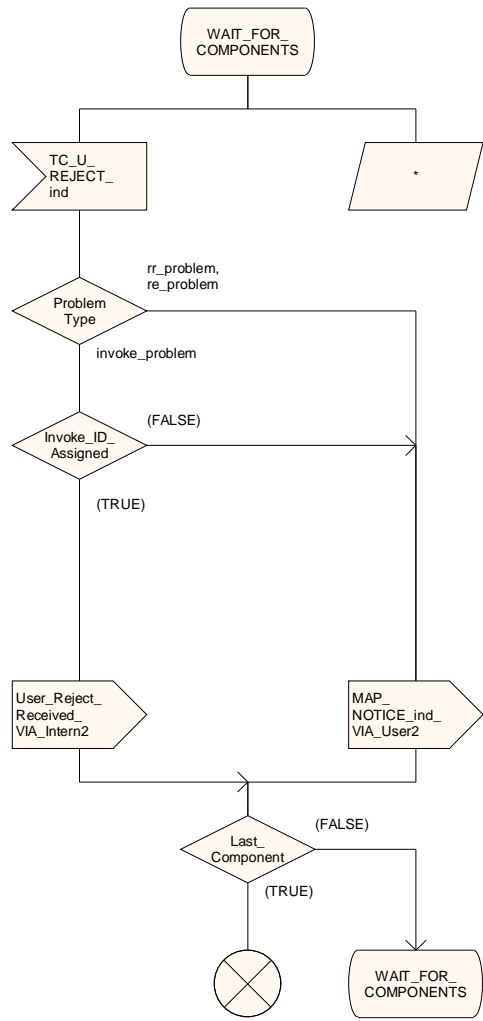 WAIT_FOR_
COMPONENTS
TC_U_
REJECT_
ind
*
rr_problem,
re_problem
Problem
Type
invoke_problem
(FALSE)
Invoke_ID_
Assigned
(TRUE)
User_Reject_
Received_
VIA_Intern2
MAP_
NOTICE_ind_
VIA_User2
(FALSE)
Last_
Component
(TRUE)
WAIT_FOR_
COMPONENTS